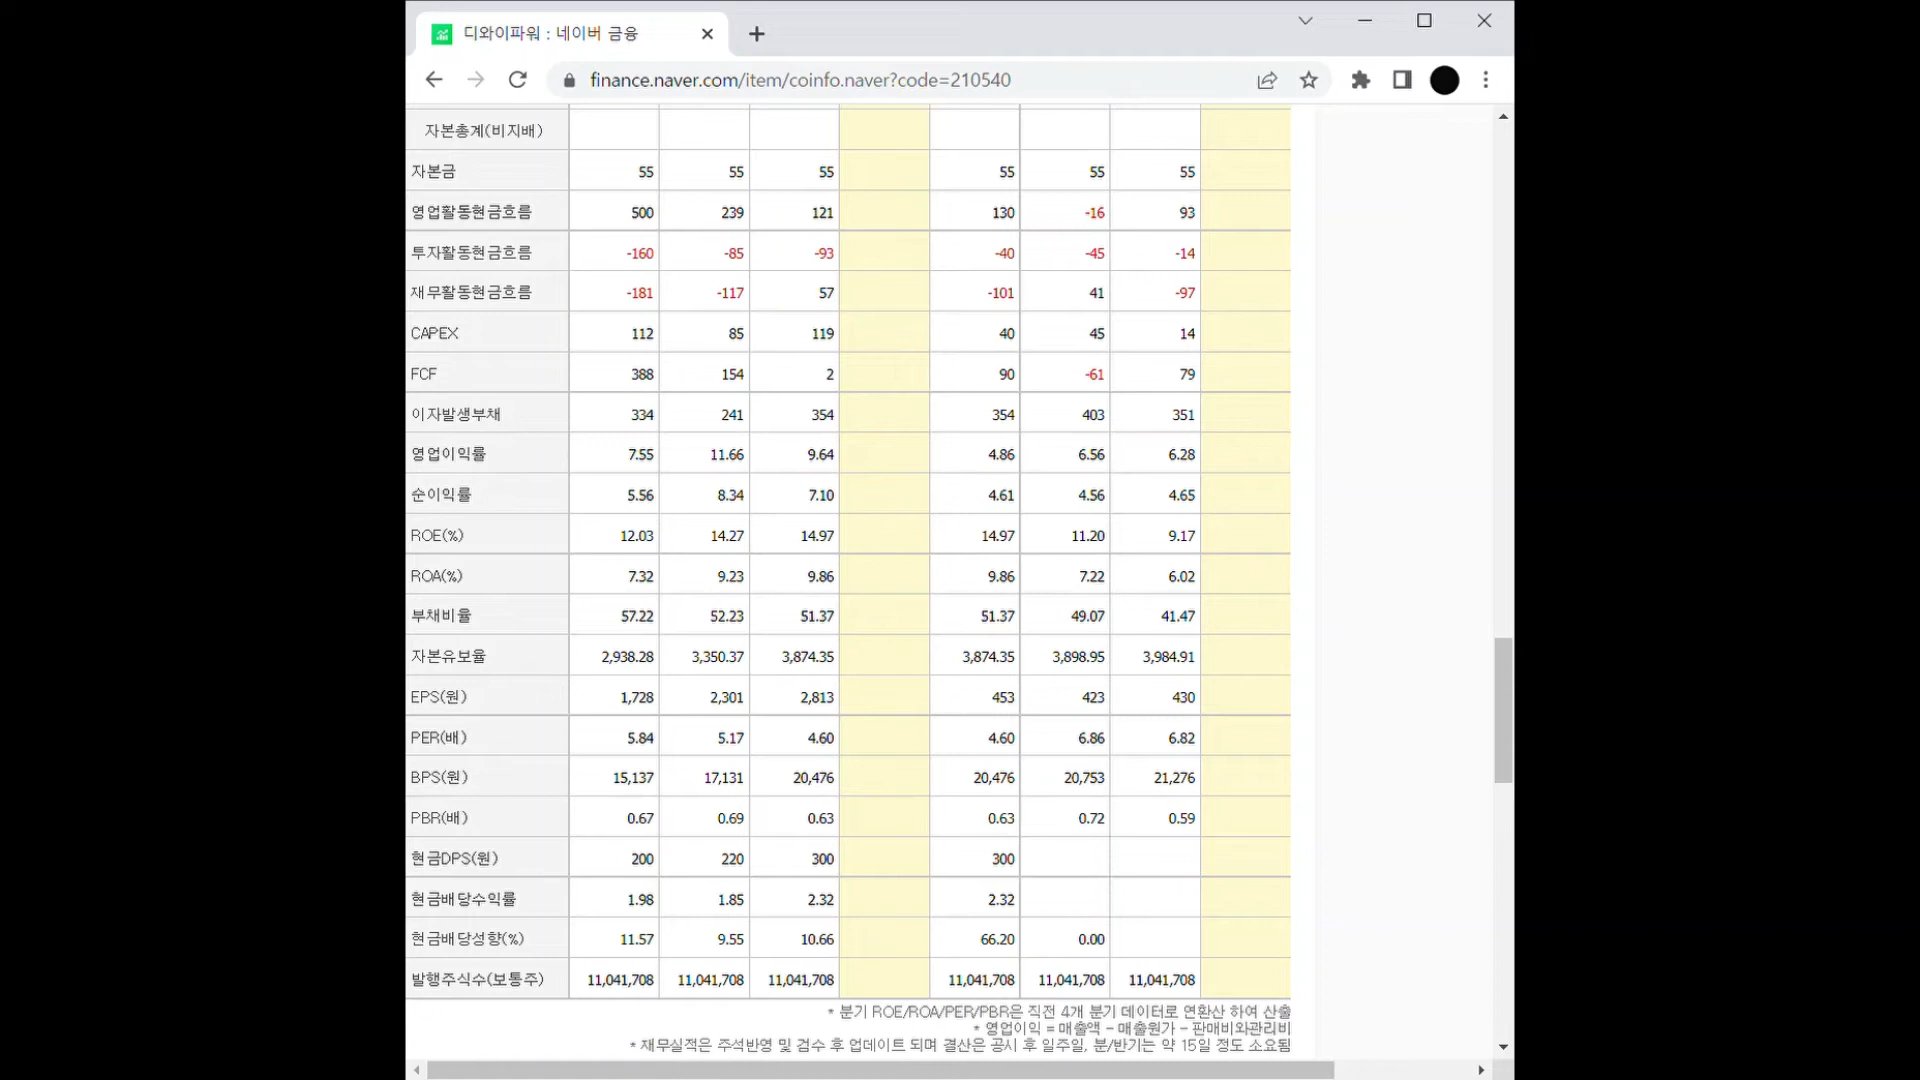 디와이파워 : 네이버 금융
finance.naver.com/item/coinfo.naver?code=210540
자본총계(비지배)
자본금 55 55 55 55 55 55
영업활동현금흐름 500 239 121 130 -16 93
투자활동현금흐름 -160 -85 -93 -40 -45 -14
재무활동현금흐름 -181 -117 57 -101 41 -97
CAPEX 112 85 119 40 45 14
FCF 388 154 2 90 -61 79
이자발생부채 334 241 354 354 403 351
영업이익률 7.55 11.66 9.64 4.86 6.56 6.28
순이익률 5.56 8.34 7.10 4.61 4.56 4.65
ROE(%) 12.03 14.27 14.97 14.97 11.20 9.17
ROA(%) 7.32 9.23 9.86 9.86 7.22 6.02
부채비율 57.22 52.23 51.37 51.37 49.07 41.47
자본유보율 2,938.28 3,350.37 3,874.35 3,874.35 3,898.95 3,984.91
EPS(원) 1,728 2,301 2,813 453 423 430
PER(배) 5.84 5.17 4.60 4.60 6.86 6.82
BPS(원) 15,137 17,131 20,476 20,476 20,753 21,276
PBR(배) 0.67 0.69 0.63 0.63 0.72 0.59
현금DPS(원) 200 220 300 300
현금배당수익률 1.98 1.85 2.32 2.32
현금배당성향(%) 11.57 9.55 10.66 66.20 0.00
발행주식수(보통주) 11,041,708 11,041,708 11,041,708 11,041,708 11,041,708 11,041,708
* 분기 ROE/ROA/PER/PBR은 직전 4개 분기 데이터로 연환산 하여 산출
* 영업이익 = 매출액 - 매출원가 - 판매비와관리비
* 재무실적은 주석반영 및 검수 후 업데이트 되며 결산은 공시 후 일주일, 분/반기는 약 15일 정도 소요됨